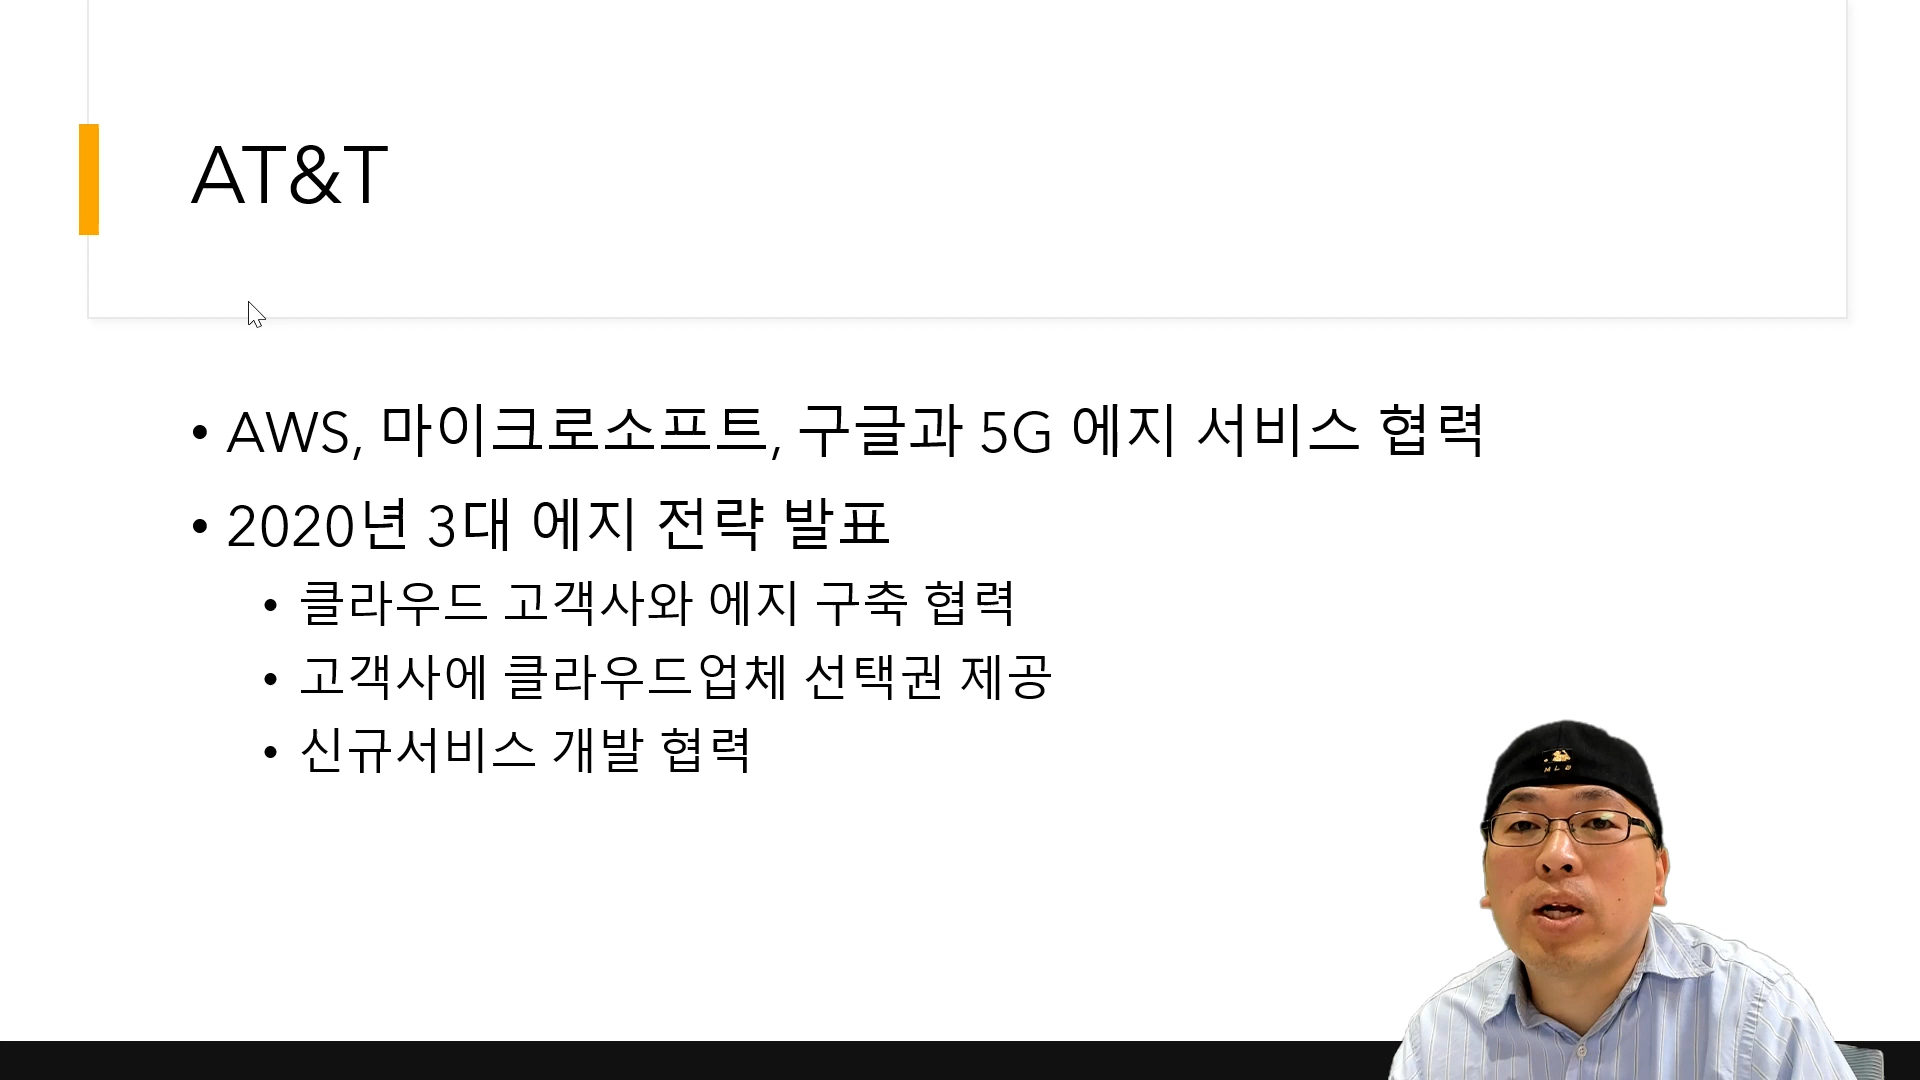 AT&T
• AWS, 마이크로소프트, 구글과 5G 에지 서비스 협력
• 2020년 3대 에지 전략 발표
• 클라우드 고객사와 에지 구축 협력
• 고객사에 클라우드업체 선택권 제공
• 신규서비스 개발 협력
MLB